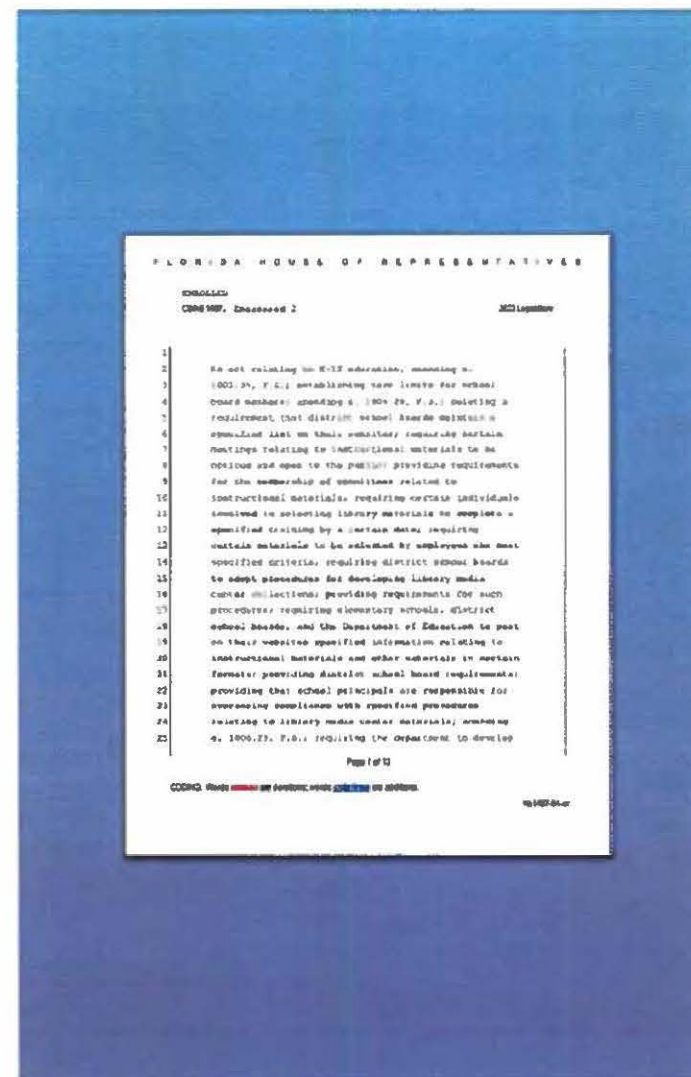 FLORIDA HOUSE OF REPRESENTATIVES
ENROLLED
CS/HB 1467, Engrossed 2 2022 Legislature
1
2 An act relating to K-12 education; amending s.
3 1001.35, F.S.; establishing term limits for school
4 board members; amending s. 1006.28, F.S.; deleting a
5 requirement that district school boards maintain a
6 specified list on their websites; requiring certain
7 meetings relating to instructional materials to be
8 noticed and open to the public; providing requirements
9 for the membership of committees related to
10 instructional materials; requiring certain individuals
11 involved in selecting library materials to complete a
12 specified training by a certain date; requiring
13 certain materials to be selected by employees who meet
14 specified criteria; requiring district school boards
15 to adopt procedures for developing library media
16 center collections; providing requirements for such
17 procedures; requiring elementary schools, district
18 school boards, and the Department of Education to post
19 on their websites specified information relating to
20 instructional materials and other materials in certain
21 formats; providing district school board requirements;
22 providing that school principals are responsible for
23 overseeing compliance with specified procedures
24 relating to library media center materials; amending
25 s. 1006.29, F.S.; requiring the department to develop
Page 1 of 12
CODING: Words stricken are deletions; words underlined are additions.
hb1467-04-er